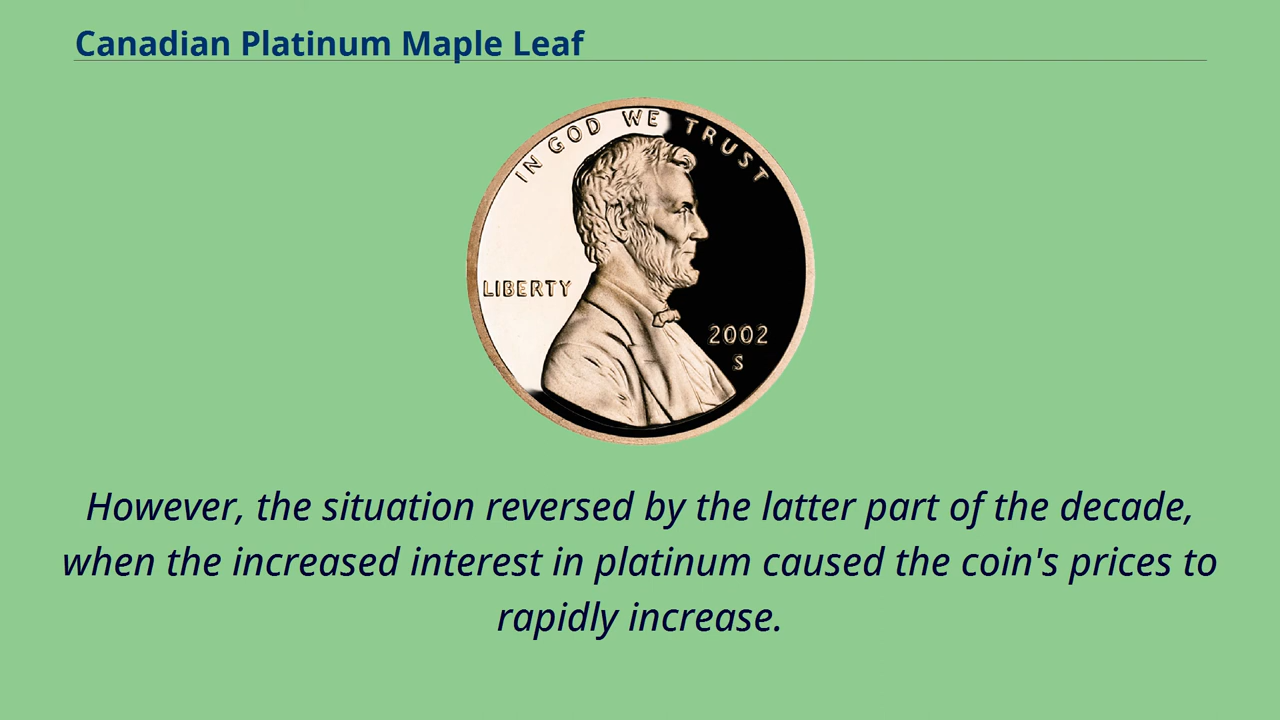 Canadian Platinum Maple Leaf
IN GOD WE TRUST
LIBERTY
2002
S
However, the situation reversed by the latter part of the decade,
when the increased interest in platinum caused the coin's prices to
rapidly increase.